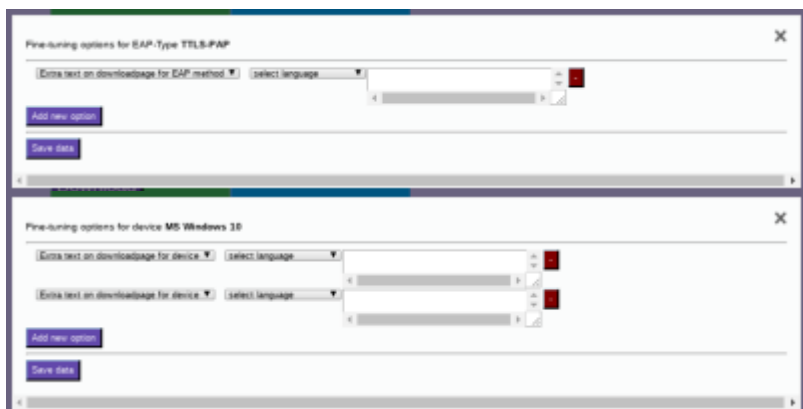 Fine-tuning options for EAP-Type TTLS-PAP
Extra text on downloadpage for EAP method select language -
Add new option
Save data
Fine-tuning options for device MS Windows 10
Extra text on downloadpage for device select language -
Extra text on downloadpage for device select language -
Add new option
Save data